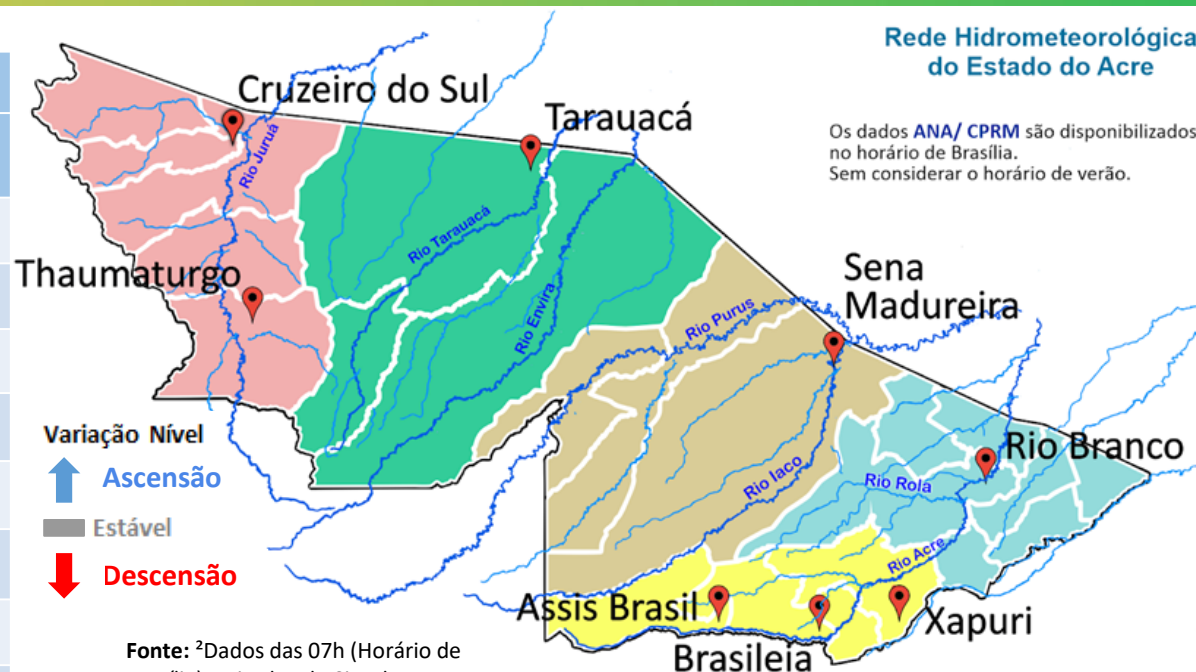 Rede Hidrometeorológica
do Estado do Acre
Os dados ANA/ CPRM são disponibilizados
no horário de Brasília.
Sem considerar o horário de verão.
Cruzeiro do Sul
Tarauacá
Rio Juruá
Rio Tarauacá
Thaumaturgo
Rio Envira
Sena
Madureira
Rio Purus
Variação Nível
Ascensão
Estável
Descensão
Rio Branco
Rio Iaco
Rio Rola
Rio Acre
Assis Brasil
Xapuri
Brasileia
Fonte: ²Dados das 07h (Horário de